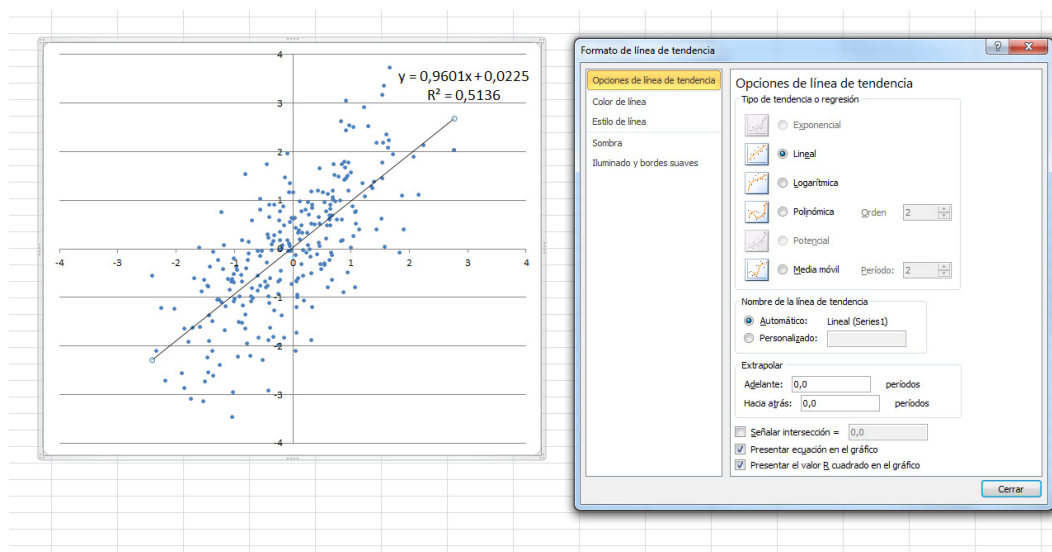 4
y = 0,9601x + 0,0225
R² = 0,5136
3
2
1
0
-4
-3
-2
-1
0
1
2
3
4
-1
-2
-3
-4
Formato de línea de tendencia
Opciones de línea de tendencia
Color de línea
Estilo de línea
Sombra
Iluminado y bordes suaves
Opciones de línea de tendencia
Tipo de tendencia o regresión
Exponencial
Lineal
Logarítmica
Polinómica Orden 2
Potencial
Media móvil Período: 2
Nombre de la línea de tendencia
Automático: Lineal (Series1)
Personalizado:
Extrapolar
Adelante: 0,0 períodos
Hacia atrás: 0,0 períodos
Señalar intersección = 0,0
Presentar ecuación en el gráfico
Presentar el valor R cuadrado en el gráfico
Cerrar